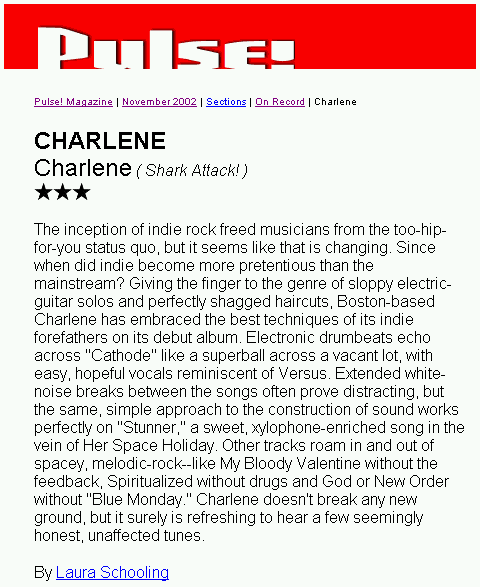 Pulse!
Pulse! Magazine | November 2002 | Sections | On Record | Charlene
CHARLENE
Charlene ( Shark Attack! )
★★★
The inception of indie rock freed musicians from the too-hip-
for-you status quo, but it seems like that is changing. Since
when did indie become more pretentious than the
mainstream? Giving the finger to the genre of sloppy electric-
guitar solos and perfectly shagged haircuts, Boston-based
Charlene has embraced the best techniques of its indie
forefathers on its debut album. Electronic drumbeats echo
across "Cathode" like a superball across a vacant lot, with
easy, hopeful vocals reminiscent of Versus. Extended white-
noise breaks between the songs often prove distracting, but
the same, simple approach to the construction of sound works
perfectly on "Stunner," a sweet, xylophone-enriched song in the
vein of Her Space Holiday. Other tracks roam in and out of
spacey, melodic-rock--like My Bloody Valentine without the
feedback, Spiritualized without drugs and God or New Order
without "Blue Monday." Charlene doesn't break any new
ground, but it surely is refreshing to hear a few seemingly
honest, unaffected tunes.
By Laura Schooling